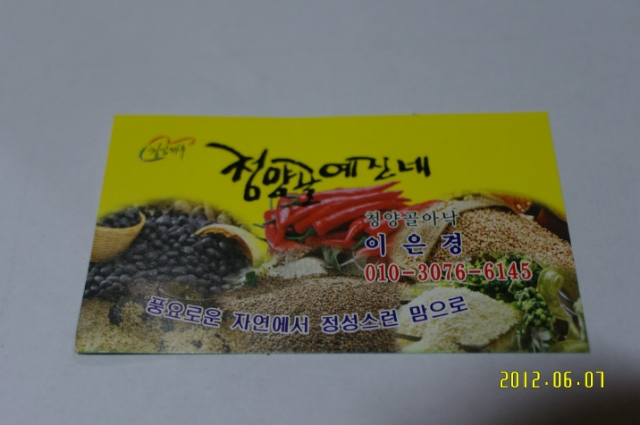 청양골예진네
청양골아낙
이은경
010-3076-6145
풍요로운 자연에서 정성스런 맘으로
2012.06.07